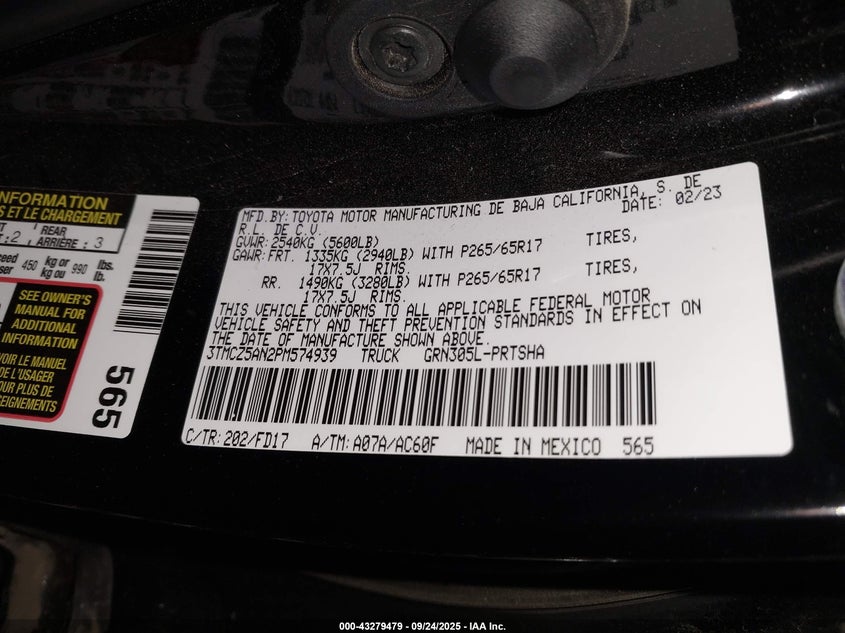 INFORMATION
S ET LE CHARGEMENT
2 REAR
ARRIÈRE : 3
450 kg or 990 lbs.
kg ou lb.
SEE OWNER'S
MANUAL FOR
ADDITIONAL
INFORMATION
VOIR LE MANUEL
DE L'USAGER
POUR PLUS DE
565
MFD.BY:TOYOTA MOTOR MANUFACTURING DE BAJA CALIFORNIA, S. DE
R.L. DE C.V. DATE: 02/23
GVWR:2540KG (5600LB)
GAWR:FRT. 1335KG (2940LB) WITH P265/65R17 TIRES,
17X7.5J RIMS.
RR. 1490KG (3280LB) WITH P265/65R17 TIRES,
17X7.5J RIMS.
THIS VEHICLE CONFORMS TO ALL APPLICABLE FEDERAL MOTOR
VEHICLE SAFETY AND THEFT PREVENTION STANDARDS IN EFFECT ON
THE DATE OF MANUFACTURE SHOWN ABOVE.
3TMCZ5AN2PM574939 TRUCK GRN305L-PRTSHA
C/TR:202/FD17 A/TM:A07A/AC60F MADE IN MEXICO 565
000-43279479 - 09/24/2025 - IAA Inc.